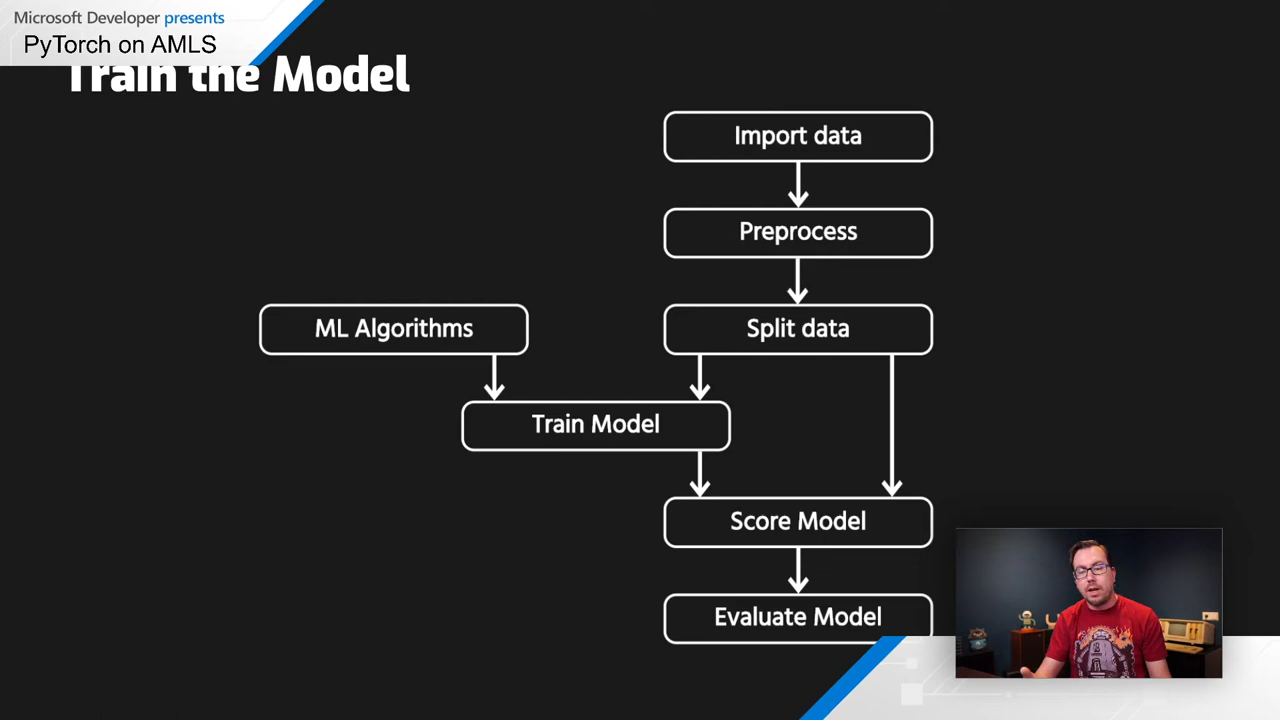 Microsoft Developer presents
PyTorch on AMLS
Train the Model
Import data
Preprocess
ML Algorithms
Split data
Train Model
Score Model
Evaluate Model